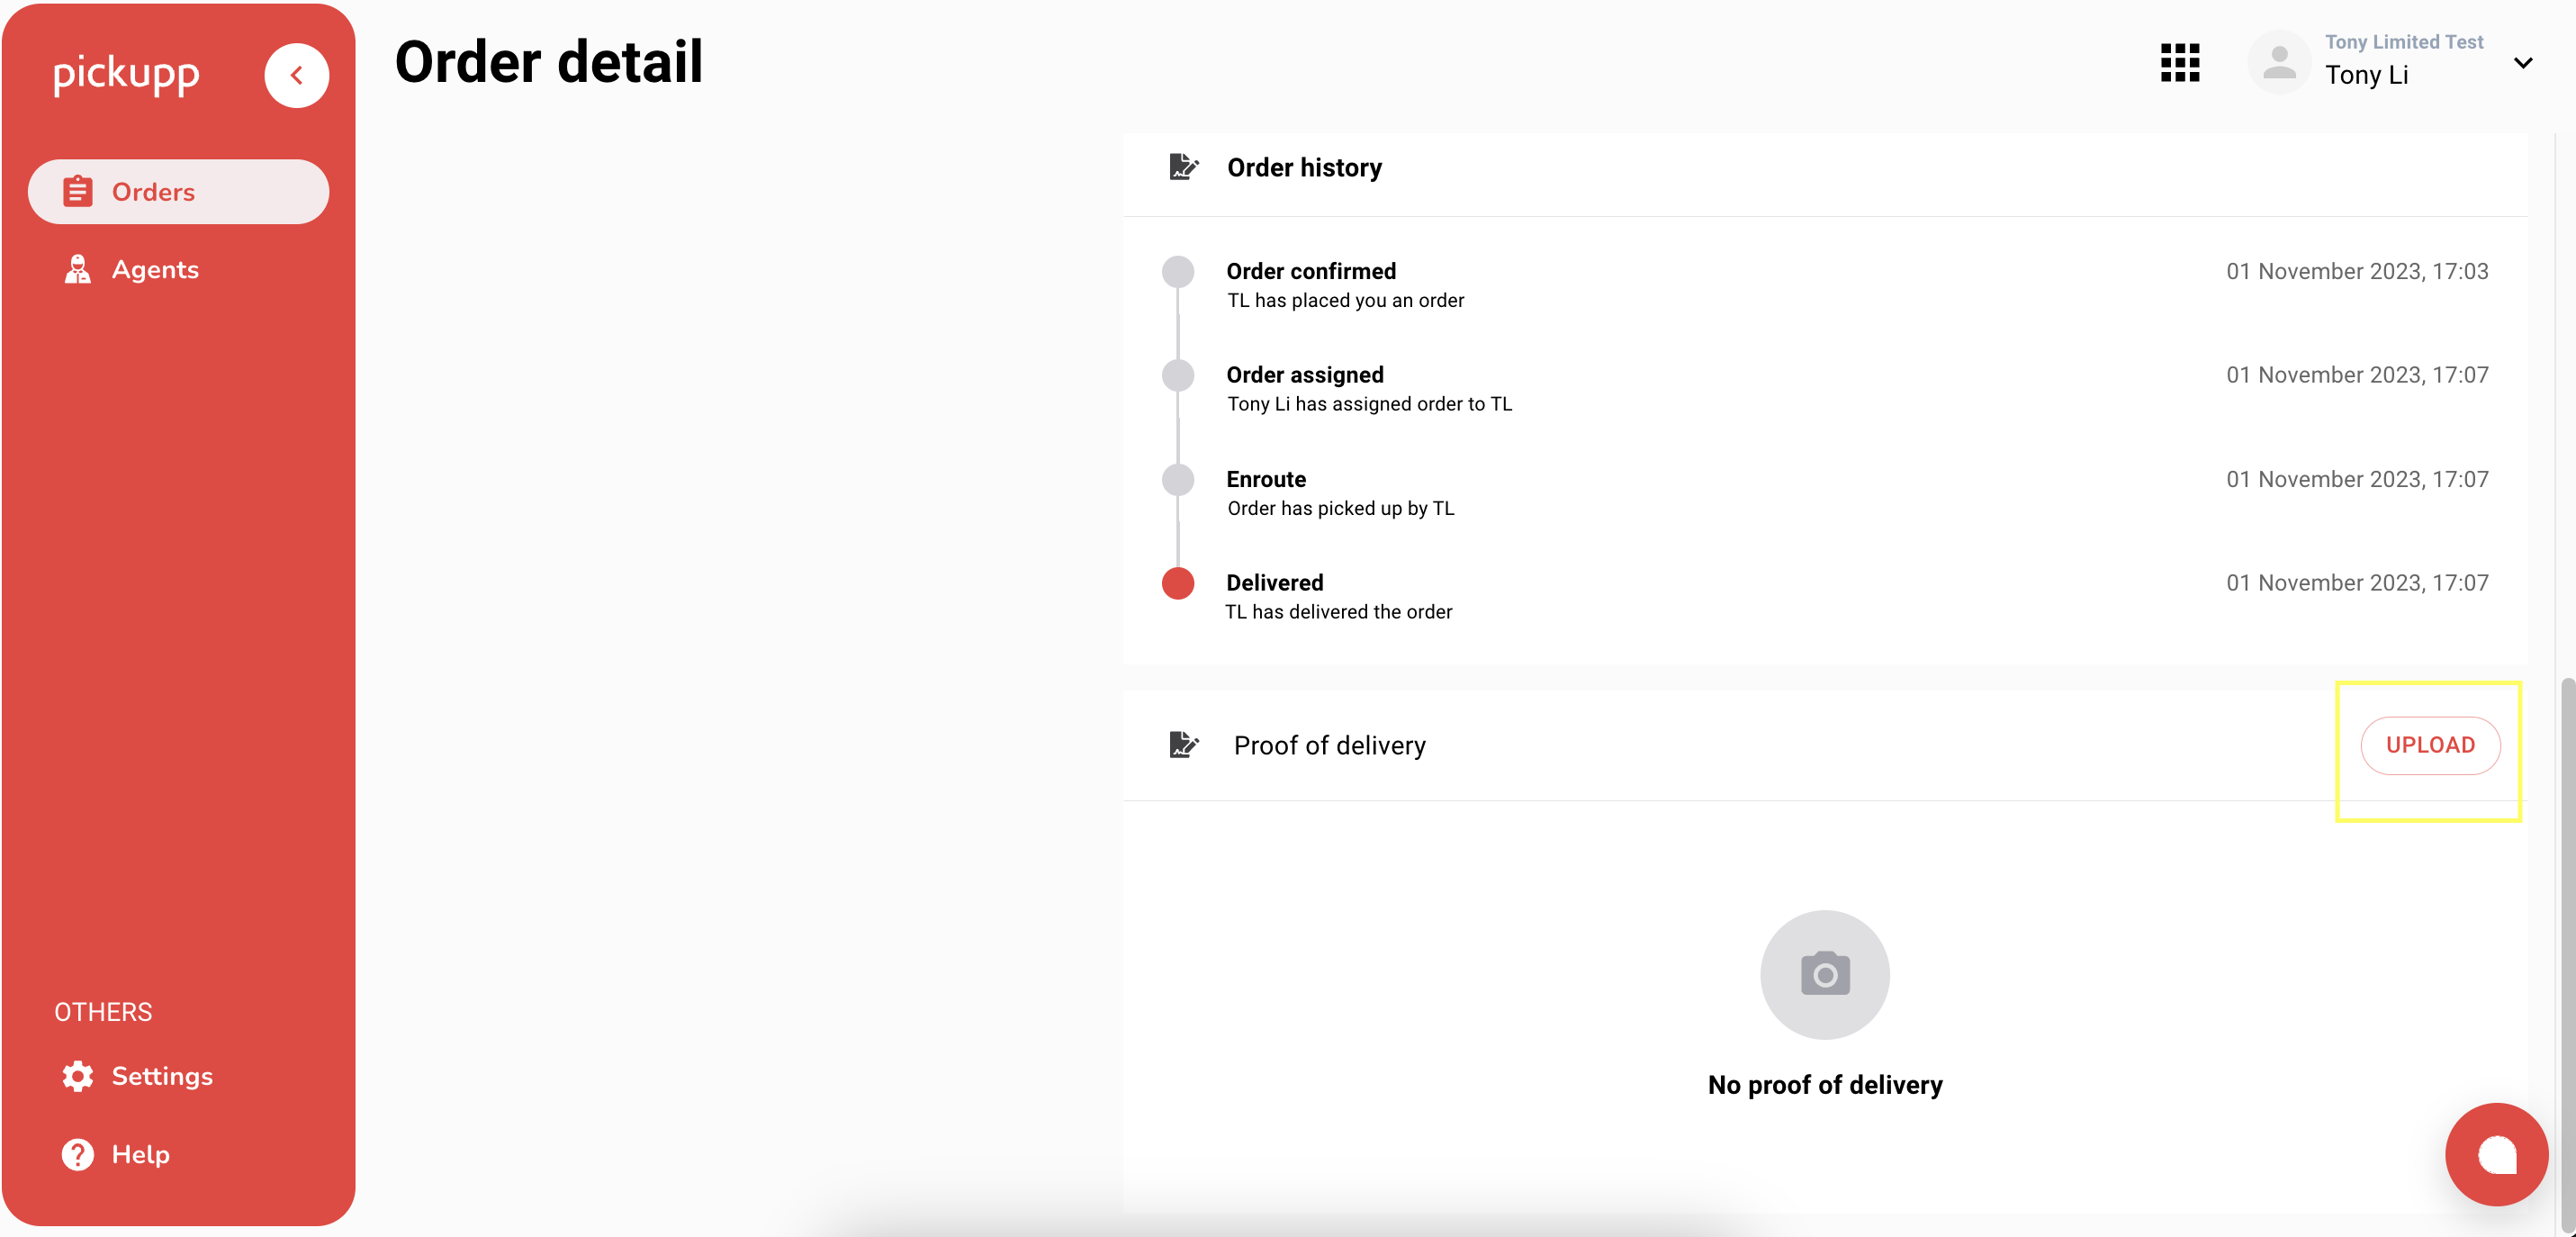 pickupp
Orders
Agents
OTHERS
Settings
Help
Order detail
Tony Limited Test
Tony Li
Order history
Order confirmed
01 November 2023, 17:03
TL has placed you an order
Order assigned
01 November 2023, 17:07
Tony Li has assigned order to TL
Enroute
01 November 2023, 17:07
Order has picked up by TL
Delivered
01 November 2023, 17:07
TL has delivered the order
Proof of delivery
UPLOAD
No proof of delivery